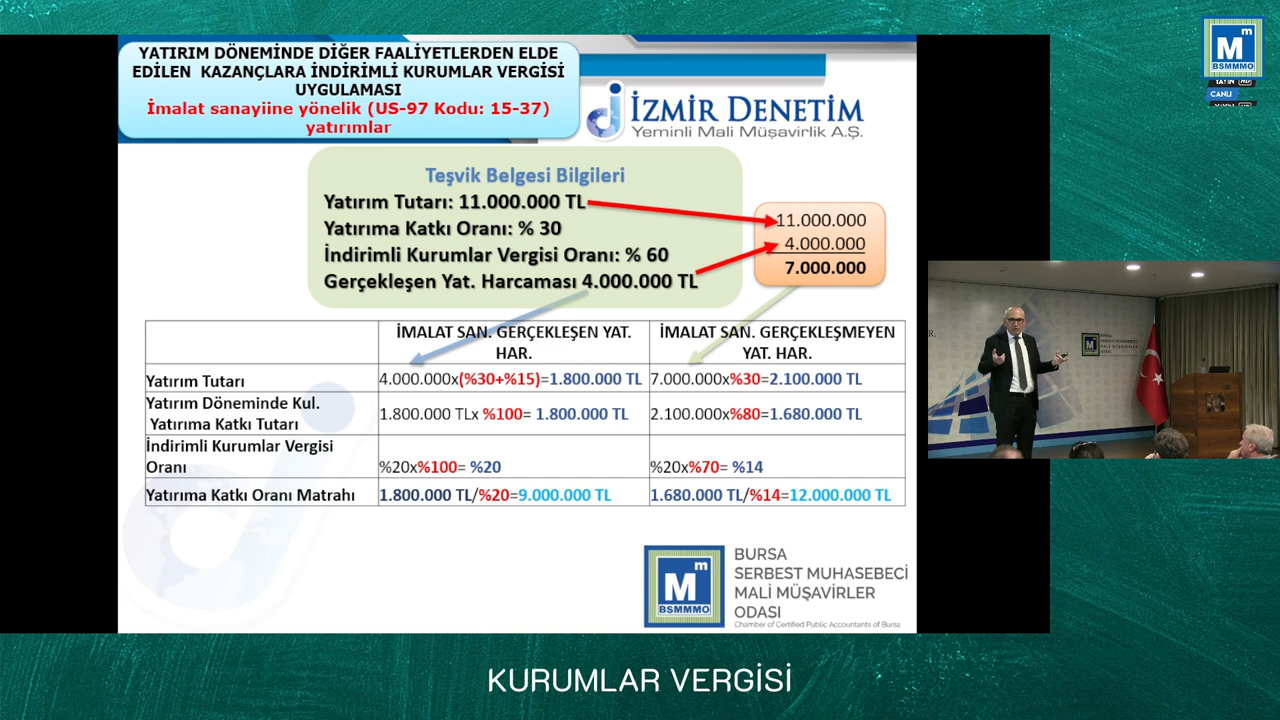 YATIRIM DÖNEMİNDE DİĞER FAALİYETLERDEN ELDE
EDİLEN KAZANÇLARA İNDİRİMLİ KURUMLAR VERGİSİ
UYGULAMASI
İmalat sanayiine yönelik (US-97 Kodu: 15-37)
yatırımlar
İZMİR DENETİM
Yeminli Mali Müşavirlik A.Ş.
m
M
BSMMMO
CANLI
Teşvik Belgesi Bilgileri
Yatırım Tutarı: 11.000.000 TL
Yatırıma Katkı Oranı: % 30
İndirimli Kurumlar Vergisi Oranı: % 60
Gerçekleşen Yat. Harcaması 4.000.000 TL
11.000.000
4.000.000
7.000.000
İMALAT SAN. GERÇEKLEŞEN YAT.
HAR.
İMALAT SAN. GERÇEKLEŞMEYEN
YAT. HAR.
Yatırım Tutarı
4.000.000x(%30+%15)=1.800.000 TL
7.000.000x%30=2.100.000 TL
Yatırım Döneminde Kul.
Yatırıma Katkı Tutarı
1.800.000 TLx %100= 1.800.000 TL
2.100.000x%80=1.680.000 TL
İndirimli Kurumlar Vergisi
Oranı
%20x%100= %20
%20x%70= %14
Yatırıma Katkı Oranı Matrahı
1.800.000 TL/%20=9.000.000 TL
1.680.000 TL/%14=12.000.000 TL
m
M
BSMMMO
BURSA
SERBEST MUHASEBECİ
MALİ MÜŞAVİRLER
ODASI
Chamber of Certified Public Accountants of Bursa
KURUMLAR VERGİSİ